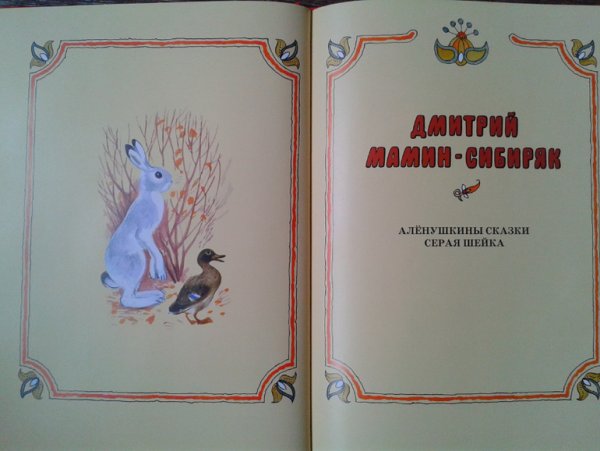 ДМИТРИЙ
МАМИН-СИБИРЯК
АЛЁНУШКИНЫ СКАЗКИ
СЕРАЯ ШЕЙКА